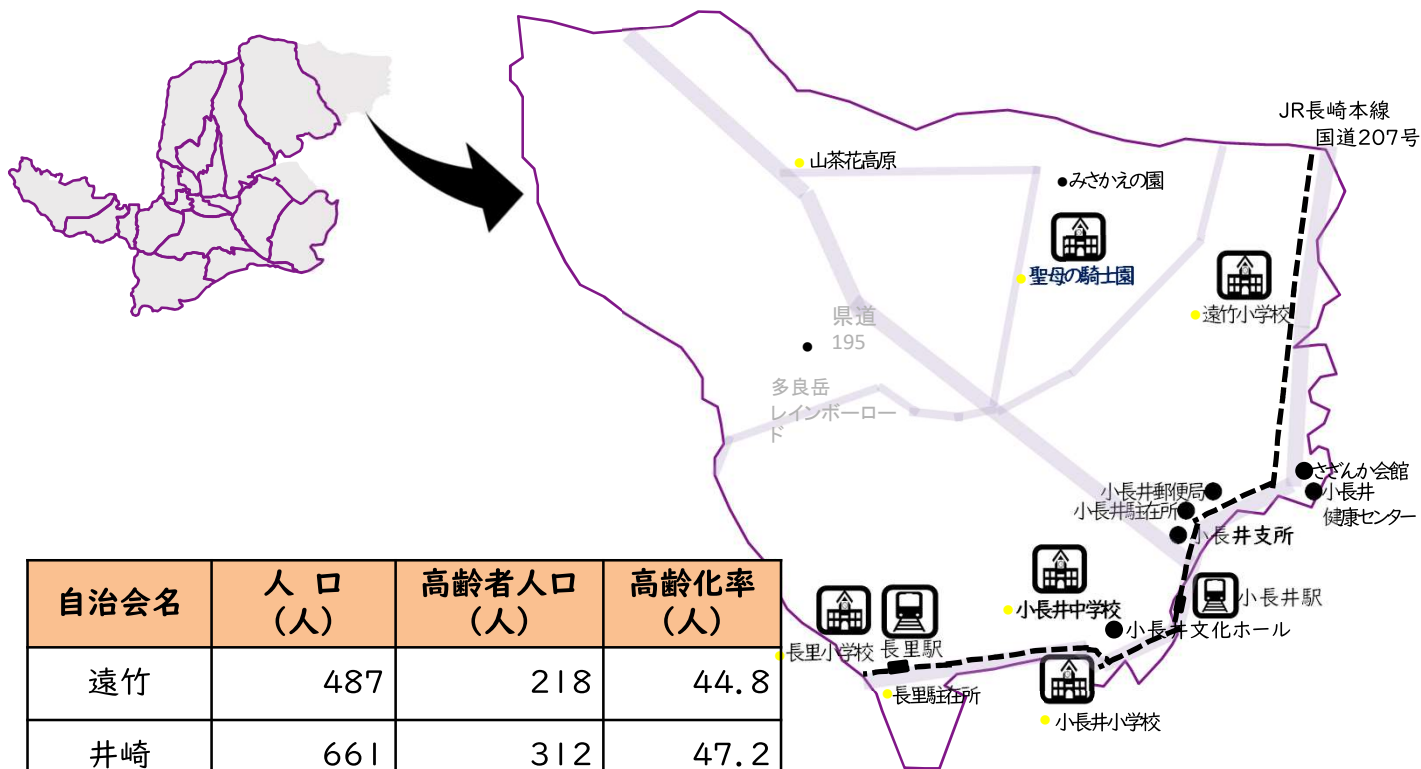 JR長崎本線
国道207号
山茶花高原
みさかえの園
聖母の騎士園
遠竹小学校
県道
195
多良岳
レインボーロー
ド
さざんか会館
小長井郵便局
小長井
小長井駐在所
健康センター
小長井支所
小長井駅
小長井中学校
小長井文化ホール
長里小学校
長里駅
長里駐在所
小長井小学校
自治会名 人 口 高齢者人口 高齢化率
(人) (人) (人)
遠竹 487 218 44.8
井崎 661 312 47.2